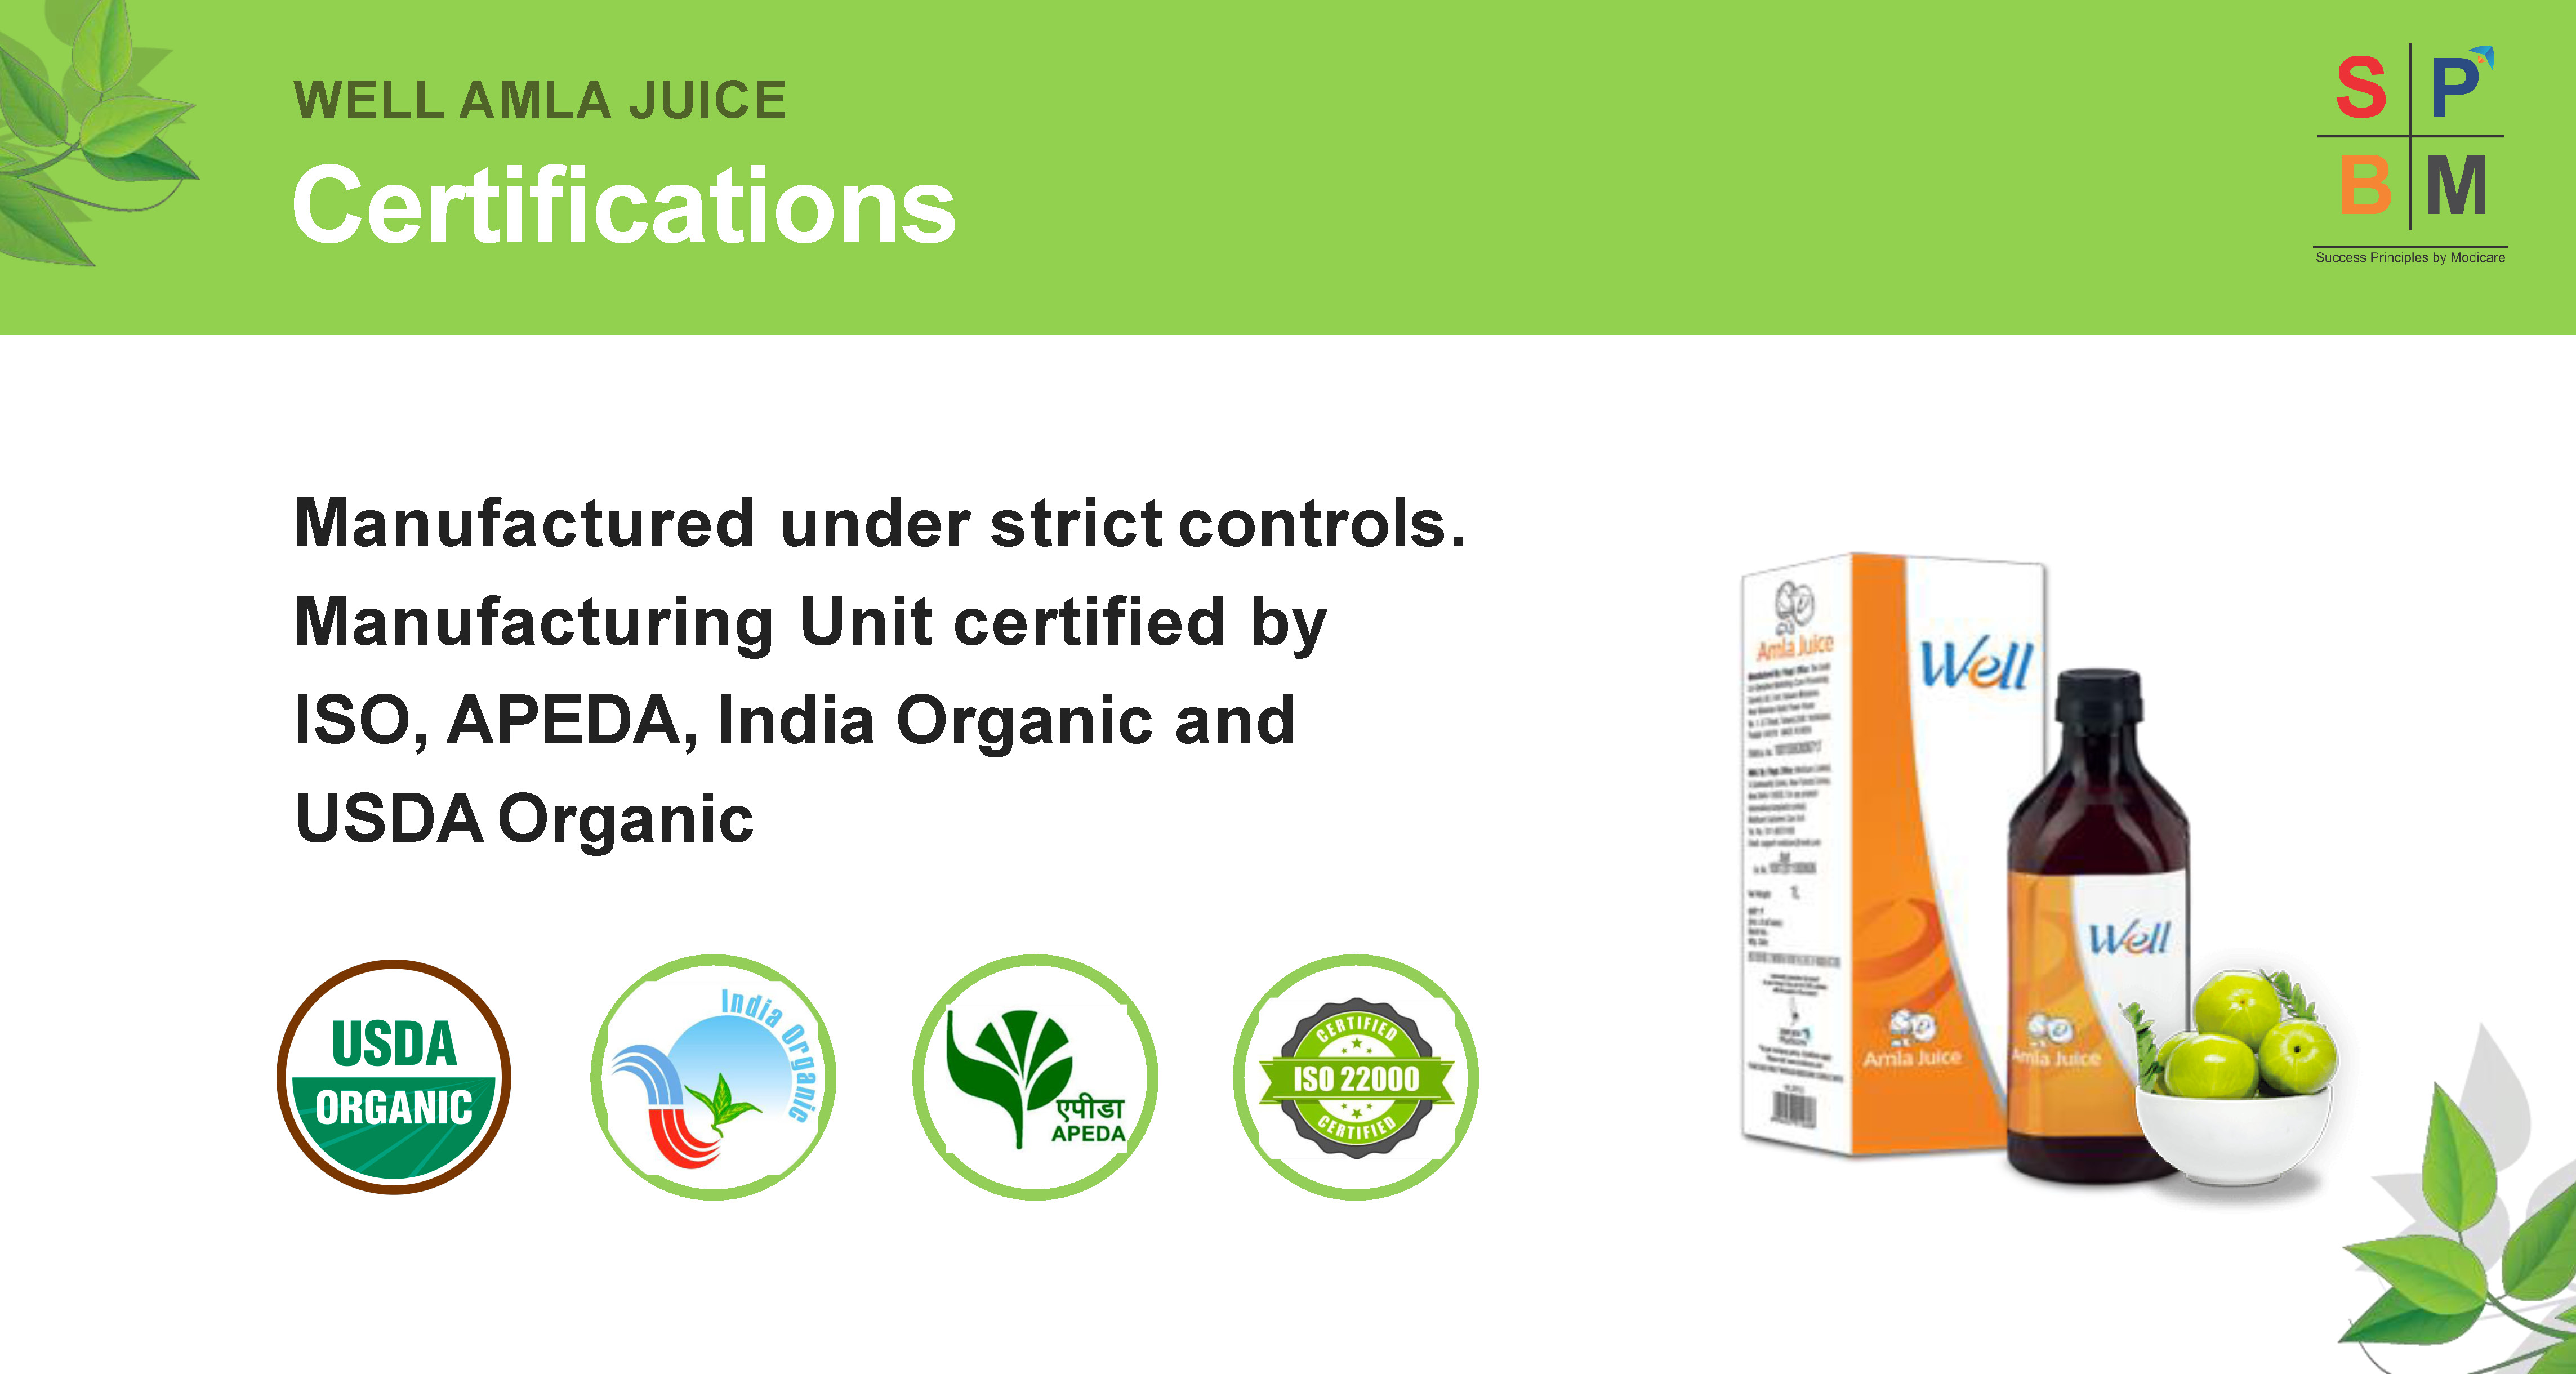 WELL AMLA JUICE
Certifications
S P
B M
Success Principles by Modicare
Manufactured under strict controls.
Manufacturing Unit certified by
ISO, APEDA, India Organic and
USDA Organic
USDA
ORGANIC
India Organic
एपीडा
APEDA
CERTIFIED
ISO 22000
CERTIFIED
Amla Juice
Well
Amla Juice
Well
Amla Juice